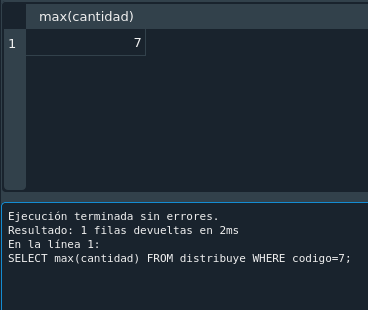 max(cantidad)
1 7
Ejecución terminada sin errores.
Resultado: 1 filas devueltas en 2ms
En la línea 1:
SELECT max(cantidad) FROM distribuye WHERE codigo=7;